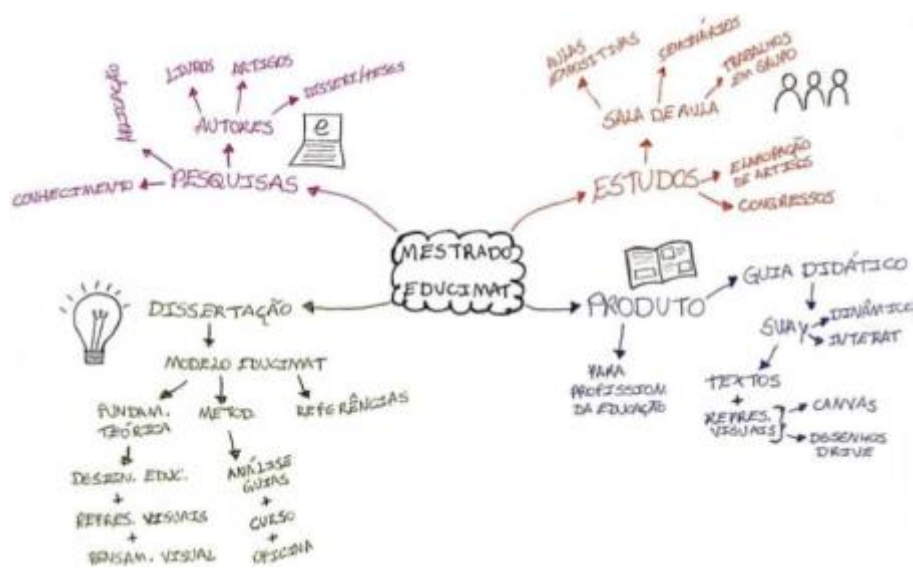 MESTRADO
EDUCIMAT
PESQUISAS
CONHECIMENTO
APLICAÇÃO
AUTORES
LIVROS
ARTIGOS
DISSERT/TESES
e
ESTUDOS
SALA DE AULA
AULAS
EXPOSITIVAS
SEMINÁRIOS
TRABALHOS
EM GRUPO
ELABORAÇÃO
DE ARTIGOS
CONGRESSOS
DISSERTAÇÃO
MODELO EDUCIMAT
FUNDAM.
TEÓRICA
DESIGN. EDUC.
+
REPRES. VISUAIS
+
PENSAM. VISUAL
METOD.
ANÁLISE
GUIAS
+
CURSO
+
OFICINA
REFERÊNCIAS
PRODUTO
PARA
PROFISSION.
DA EDUCAÇÃO
GUIA DIDÁTICO
DINÂMICO
INTERAT
TEXTOS
+
REPRES.
VISUAIS
CANVAS
DESENHOS
DRIVE